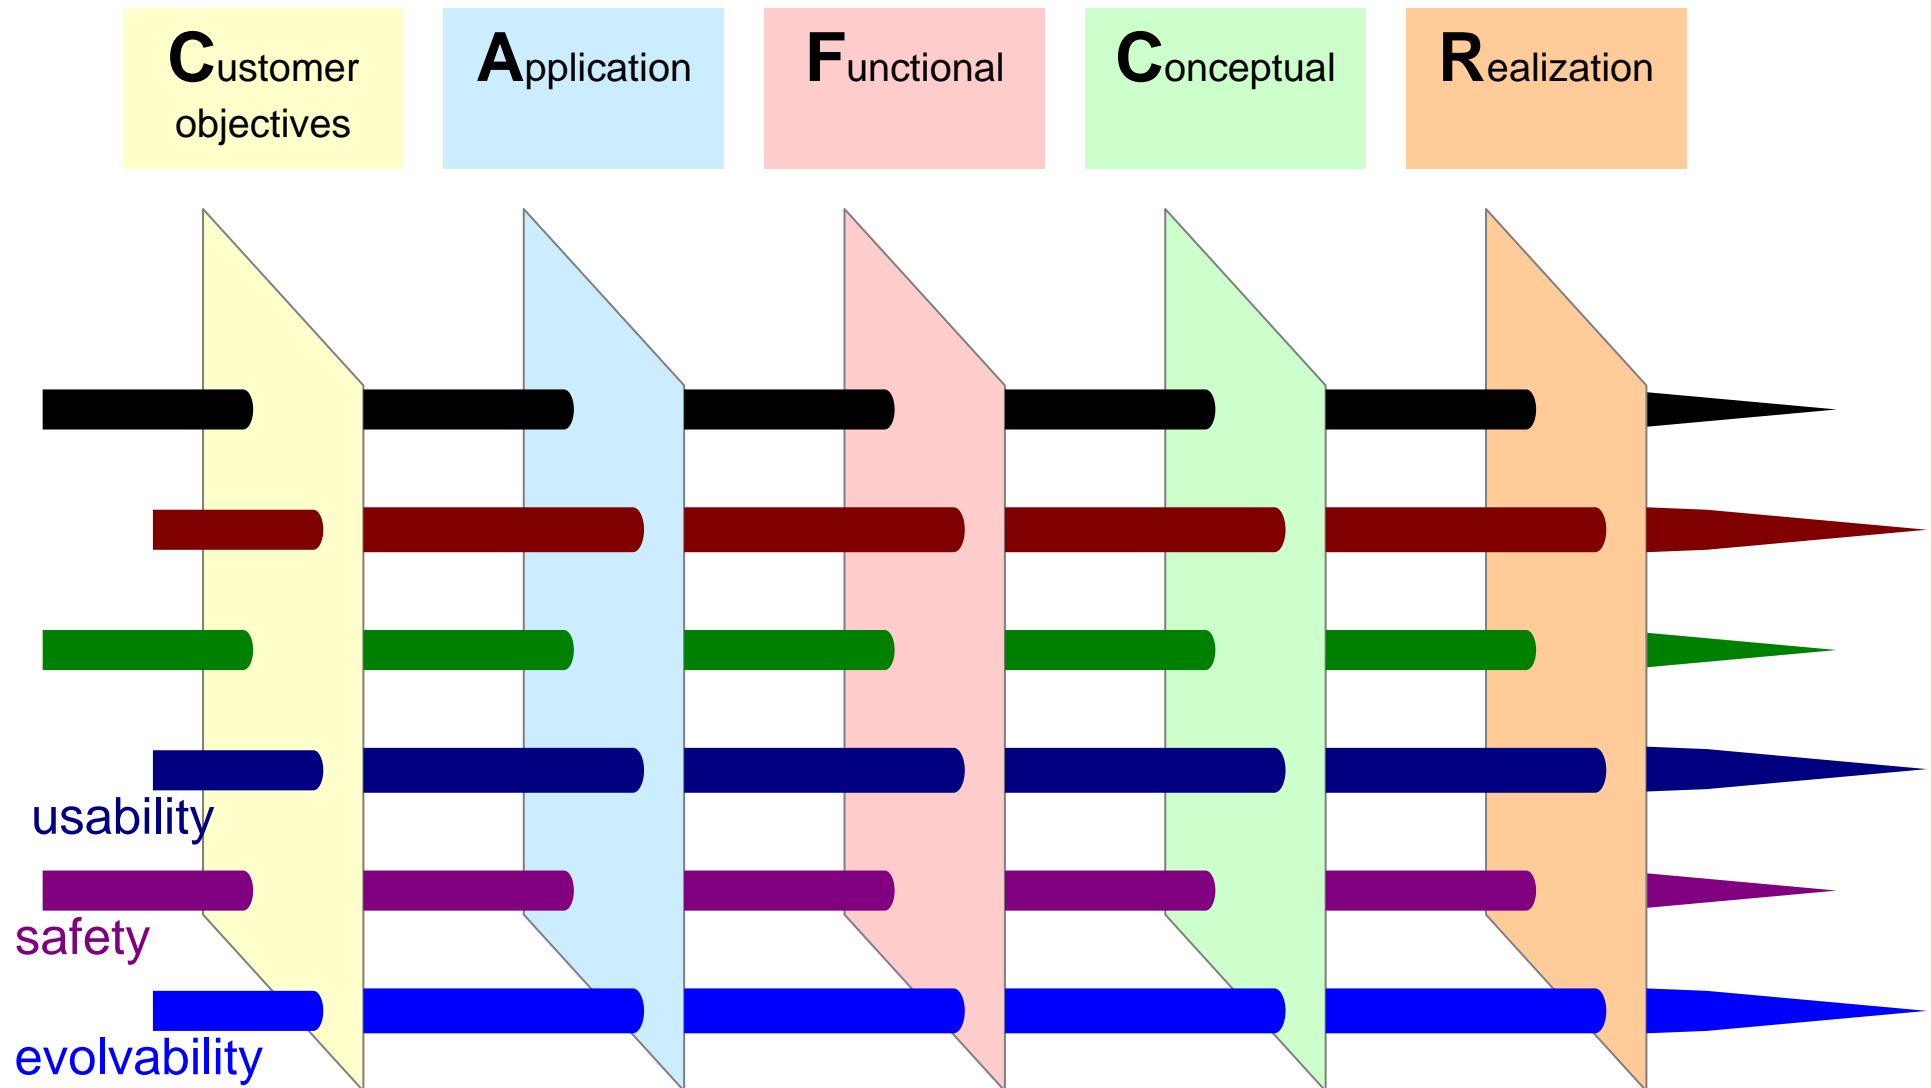 Customer
objectives
Application
Functional
Conceptual
Realization
usability
safety
evolvability